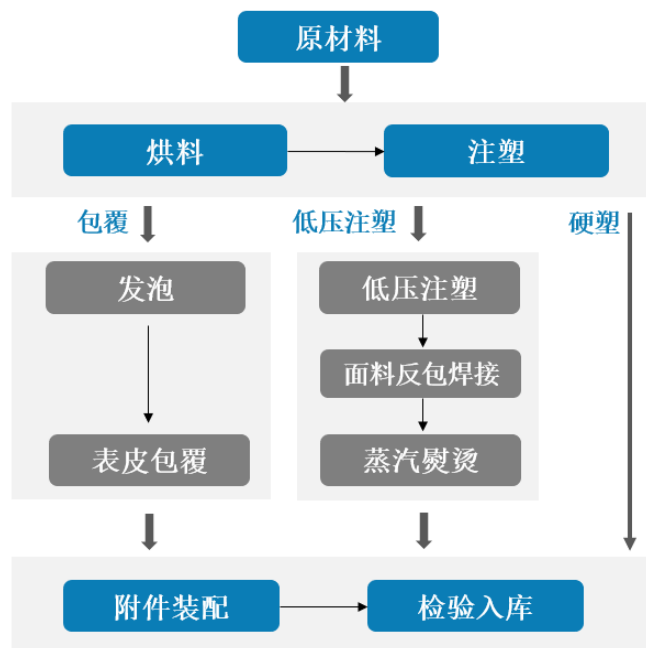 原材料
烘料
注塑
包覆
低压注塑
硬塑
发泡
低压注塑
面料反包焊接
表皮包覆
蒸汽熨烫
附件装配
检验入库